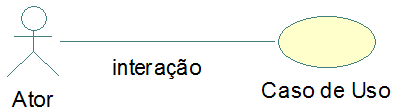 interação
Ator
Caso de Uso